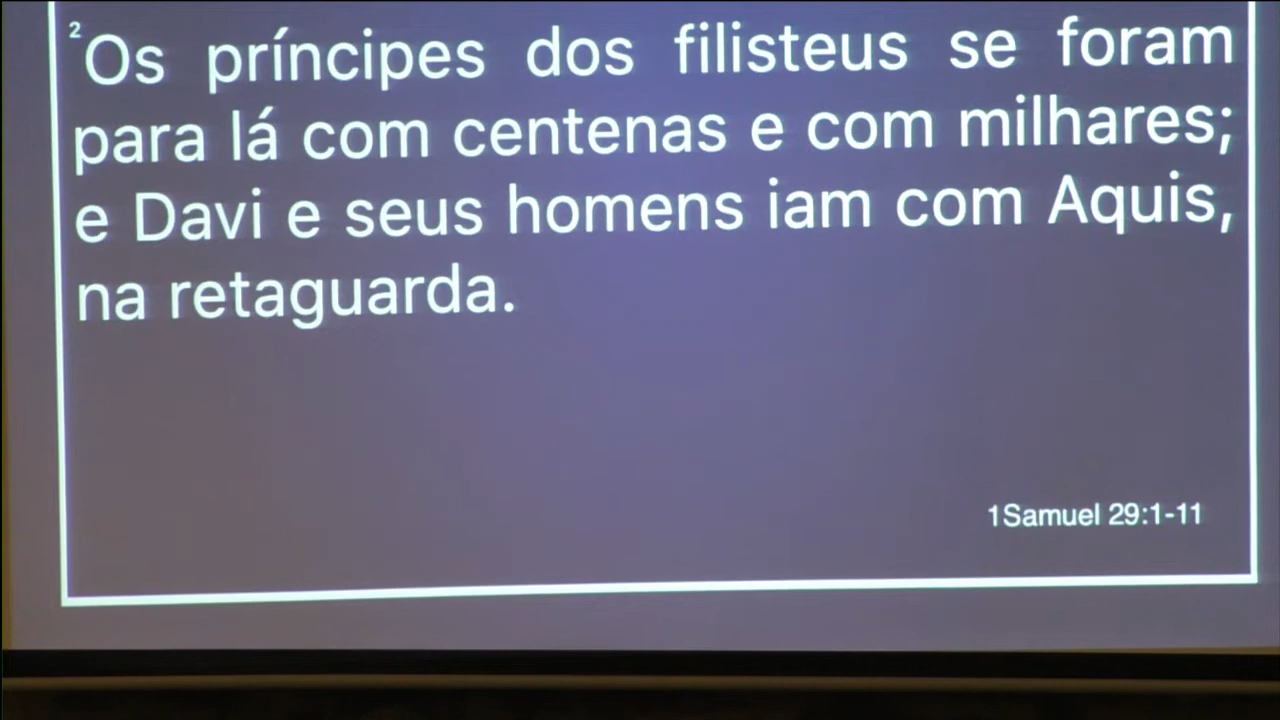 ²Os príncipes dos filisteus se foram
para lá com centenas e com milhares;
e Davi e seus homens iam com Aquis,
na retaguarda.
1Samuel 29:1-11